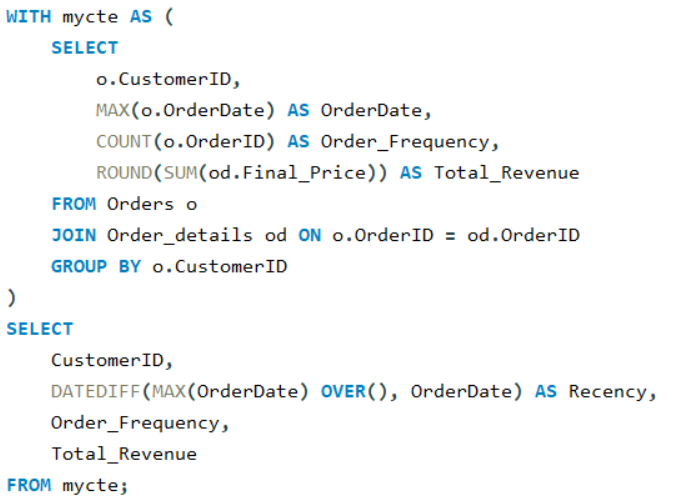 WITH mycte AS (
    SELECT
        o.CustomerID,
        MAX(o.OrderDate) AS OrderDate,
        COUNT(o.OrderID) AS Order_Frequency,
        ROUND(SUM(od.Final_Price)) AS Total_Revenue
    FROM Orders o
    JOIN Order_details od ON o.OrderID = od.OrderID
    GROUP BY o.CustomerID
)
SELECT
    CustomerID,
    DATEDIFF(MAX(OrderDate) OVER(), OrderDate) AS Recency,
    Order_Frequency,
    Total_Revenue
FROM mycte;